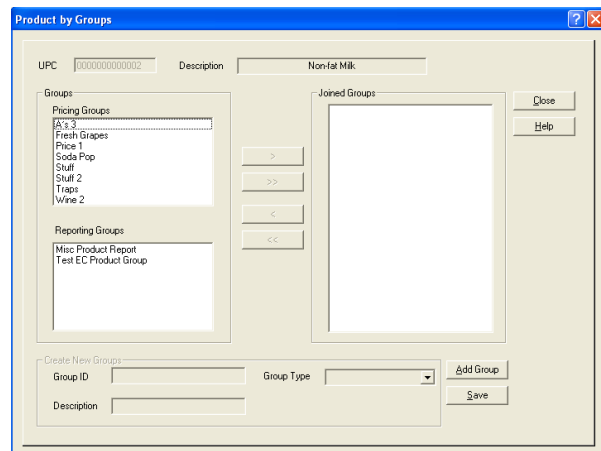 Product by Groups
UPC 0000000000002 Description Non-fat Milk
Groups
Pricing Groups
A's 3
Fresh Grapes
Price 1
Soda Pop
Stuff
Stuff 2
Traps
Wine 2
Reporting Groups
Misc Product Report
Test EC Product Group
>
>>
<
<<
Joined Groups
Close
Help
Create New Groups
Group ID Group Type
Description
Add Group
Save